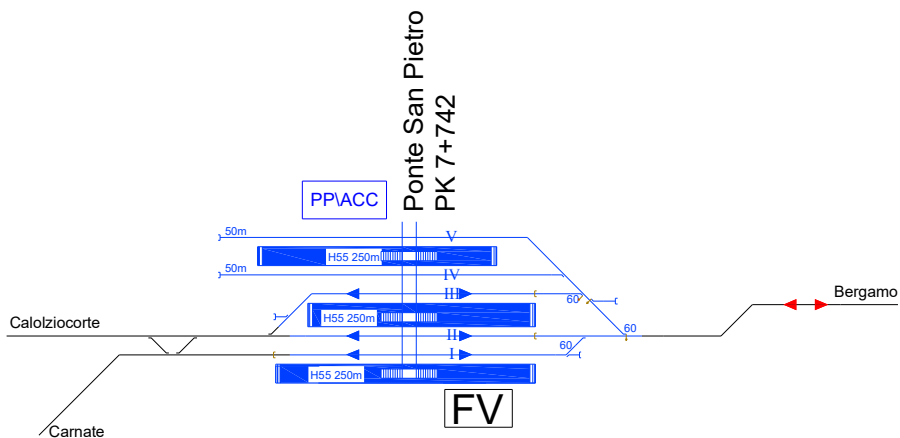 Ponte San Pietro
PK 7+742
PP\ACC
50m
V
H55 250m
50m
IV
III
60
Bergamo
H55 250m
Calolziocorte
II
60
I
60
H55 250m
FV
Carnate